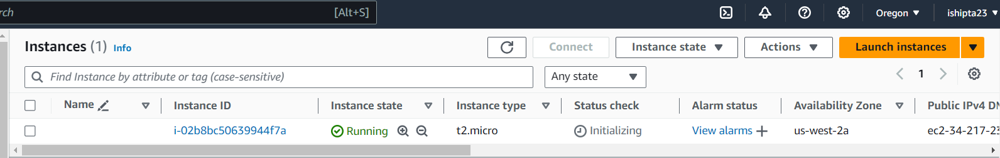 rch [Alt+S] Oregon ishipta23
Instances (1) Info Connect Instance state Actions Launch instances
Find Instance by attribute or tag (case-sensitive) Any state 1
Name Instance ID Instance state Instance type Status check Alarm status Availability Zone Public IPv4 DN
i-02b8bc50639944f7a Running t2.micro Initializing View alarms us-west-2a ec2-34-217-23